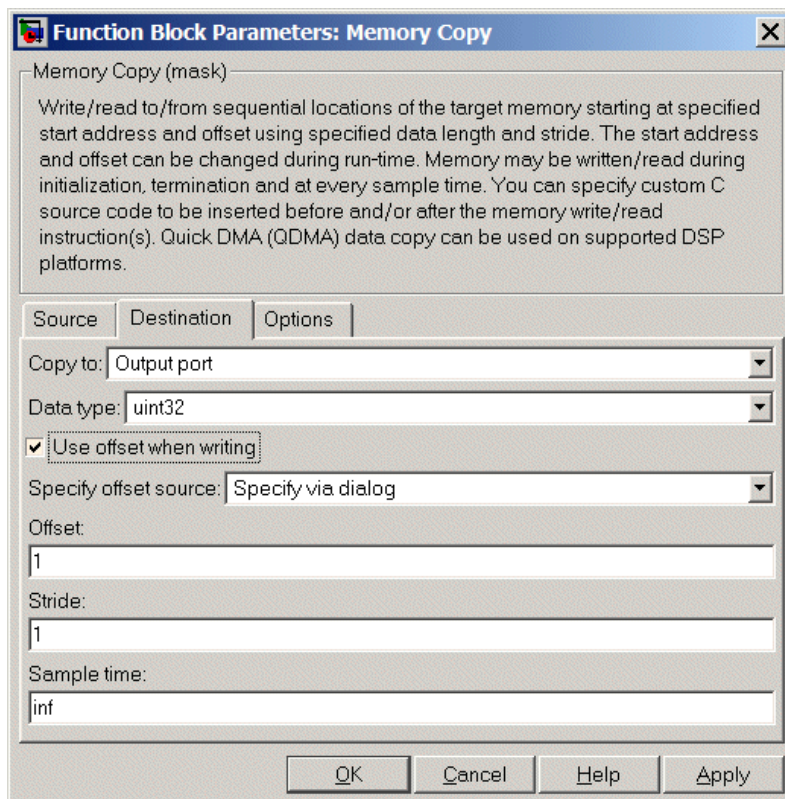 Function Block Parameters: Memory Copy
Memory Copy (mask)
Write/read to/from sequential locations of the target memory starting at specified
start address and offset using specified data length and stride. The start address
and offset can be changed during run-time. Memory may be written/read during
initialization, termination and at every sample time. You can specify custom C
source code to be inserted before and/or after the memory write/read
instruction(s). Quick DMA (QDMA) data copy can be used on supported DSP
platforms.
Source Destination Options
Copy to: Output port
Data type: uint32
Use offset when writing
Specify offset source: Specify via dialog
Offset:
1
Stride:
1
Sample time:
inf
OK Cancel Help Apply